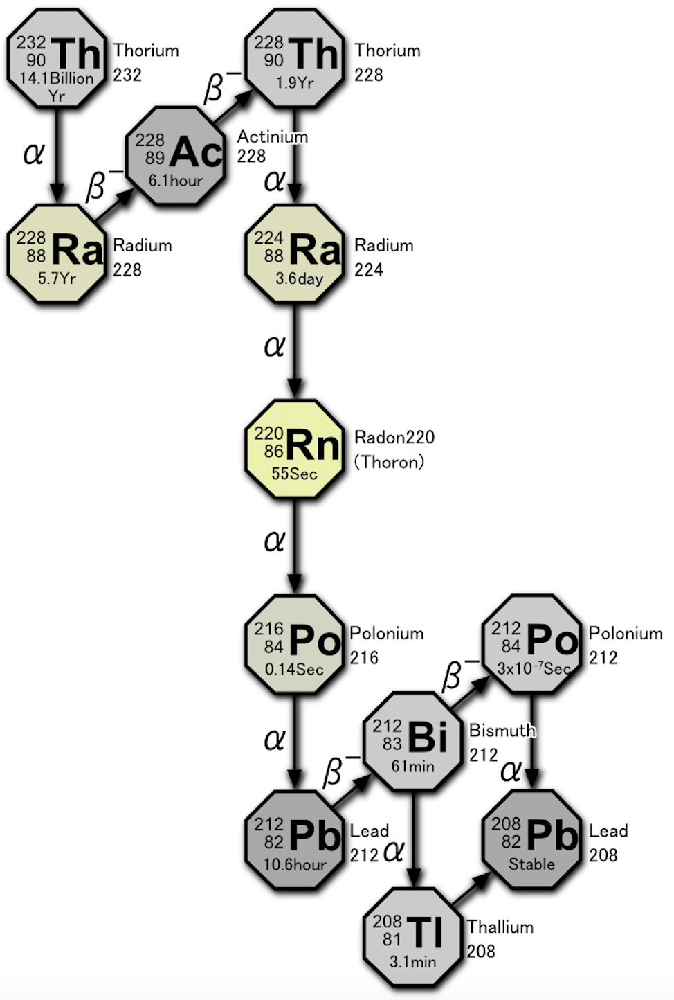 232
90
Th
14.1Billion
Yr
Thorium
232
α
228
88
Ra
5.7Yr
Radium
228
β−
228
89
Ac
6.1hour
Actinium
228
β−
228
90
Th
1.9Yr
Thorium
228
α
224
88
Ra
3.6day
Radium
224
α
220
86
Rn
55Sec
Radon220
(Thoron)
α
216
84
Po
0.14Sec
Polonium
216
α
212
82
Pb
10.6hour
Lead
212
β−
212
83
Bi
61min
Bismuth
212
β−
212
84
Po
3x10⁻⁷Sec
Polonium
212
α
208
82
Pb
Stable
Lead
208
α
208
81
Tl
3.1min
Thallium
208